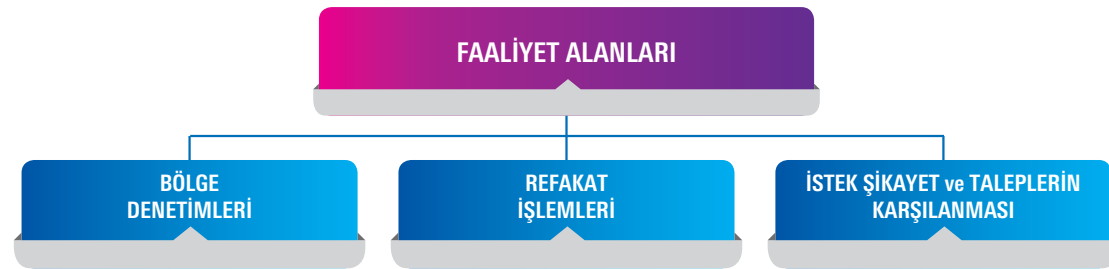 FAALİYET ALANLARI
BÖLGE
DENETİMLERİ
REFAKAT
İŞLEMLERİ
İSTEK ŞİKAYET ve TALEPLERİN
KARŞILANMASI